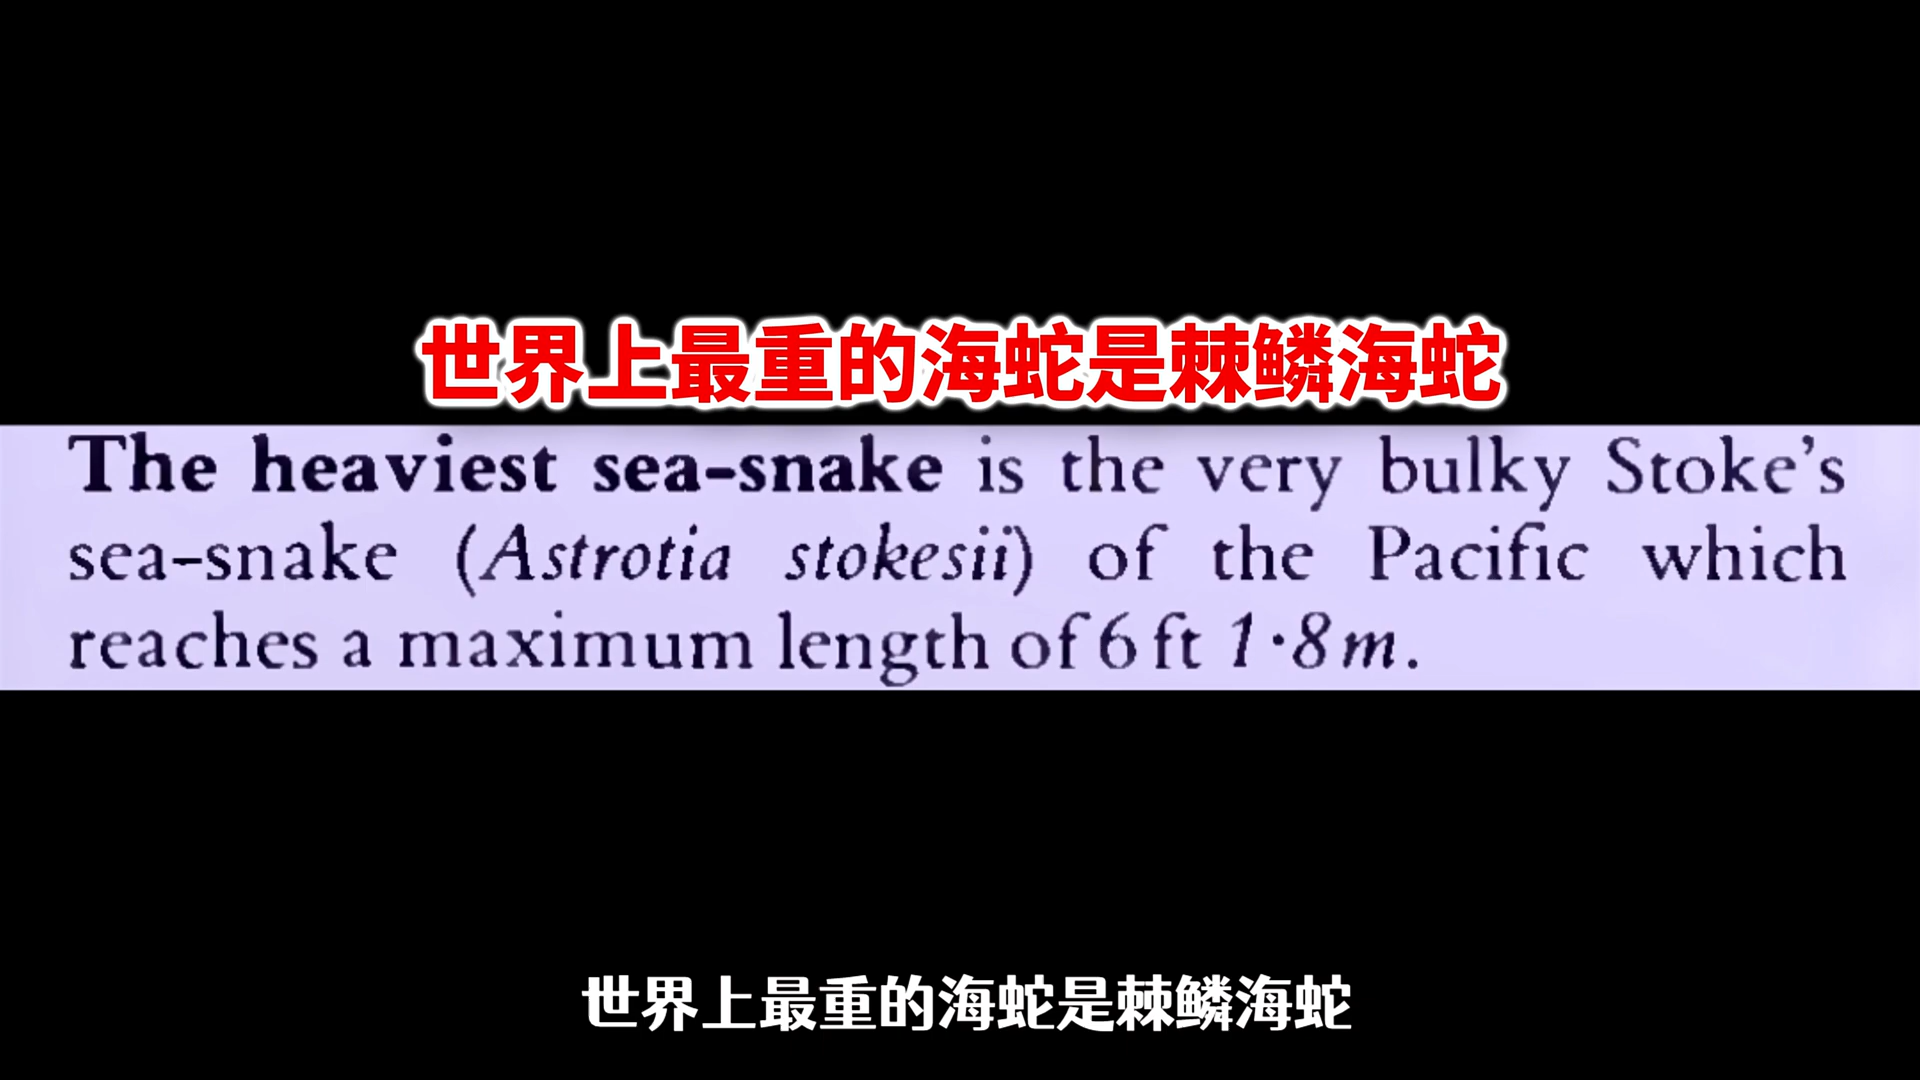 世界上最重的海蛇是棘鳞海蛇
The heaviest sea-snake is the very bulky Stoke's
sea-snake (Astrotia stokesii) of the Pacific which
reaches a maximum length of 6 ft 1·8 m.
世界上最重的海蛇是棘鳞海蛇